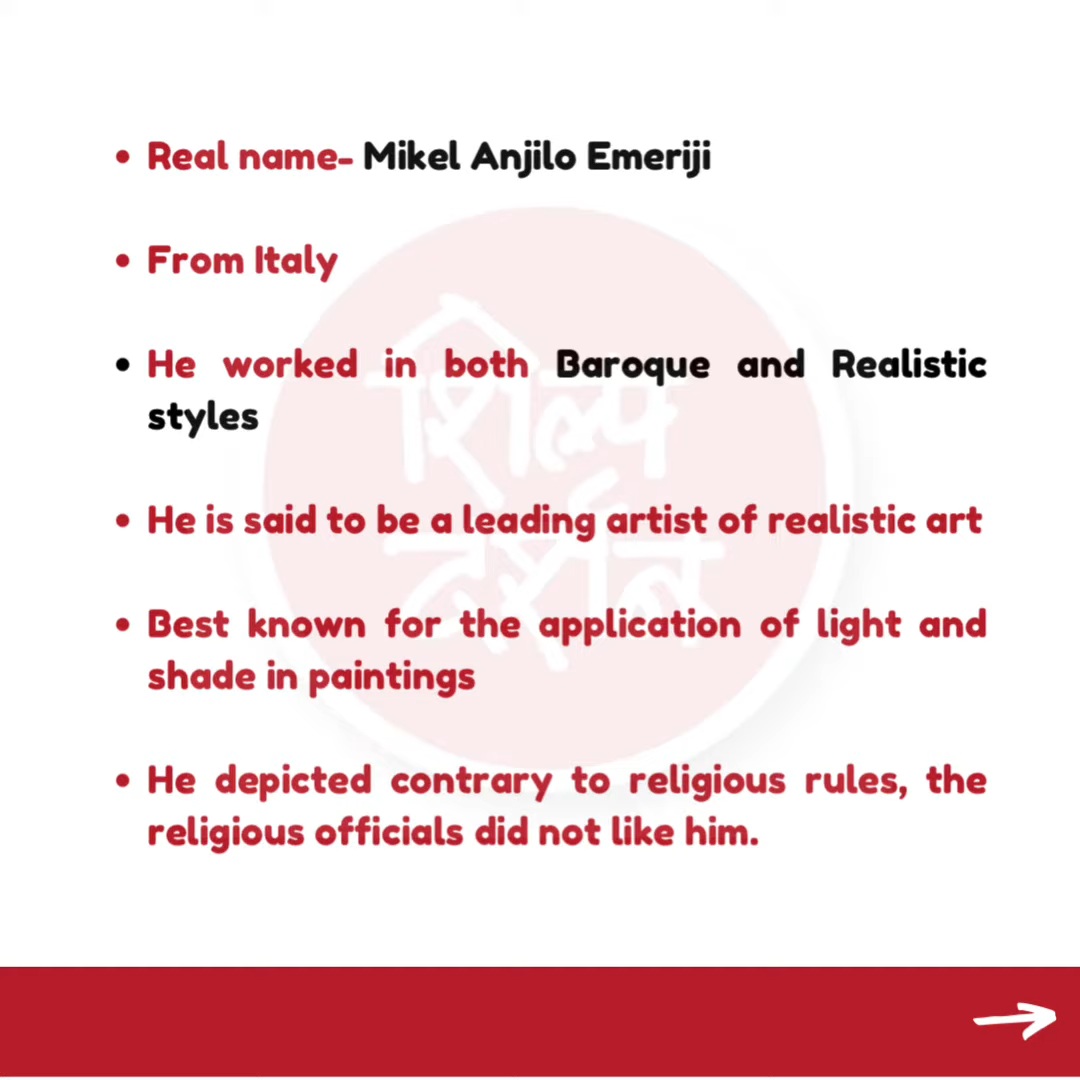 • Real name- Mikel Anjilo Emeriji
• From Italy
• He worked in both Baroque and Realistic
styles
• He is said to be a leading artist of realistic art
• Best known for the application of light and
shade in paintings
• He depicted contrary to religious rules, the
religious officials did not like him.
शिल्प
दर्शन